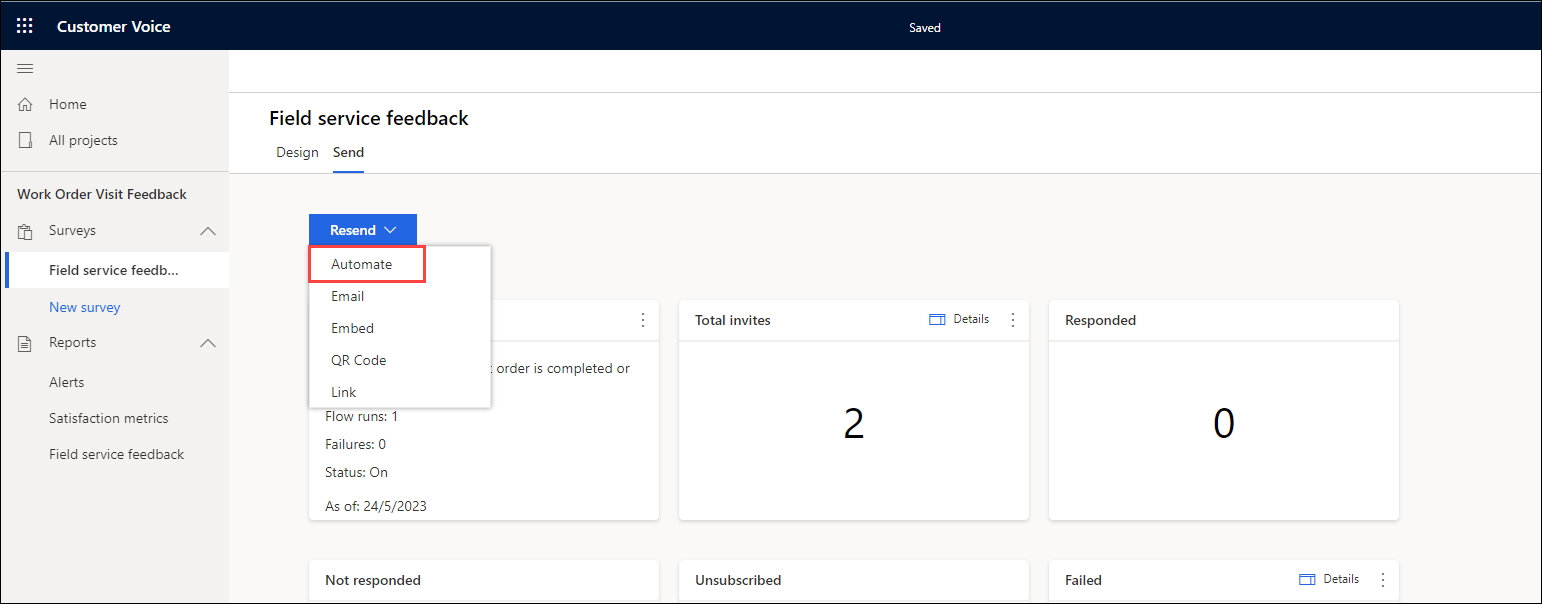 Customer Voice
Saved
Home
All projects
Work Order Visit Feedback
Surveys
Field service feedb...
New survey
Reports
Alerts
Satisfaction metrics
Field service feedback
Field service feedback
Design Send
Resend
Automate
Email
Embed
QR Code
Link
order is completed or
Flow runs: 1
Failures: 0
Status: On
As of: 24/5/2023
Total invites Details
2
Responded
0
Not responded
Unsubscribed
Failed Details